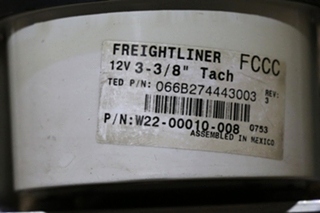 FREIGHTLINER FCCC
12V 3-3/8" Tach
TED P/N: 066B274443003 REV: 3
P/N: W22-00010-008 0753
ASSEMBLED IN MEXICO